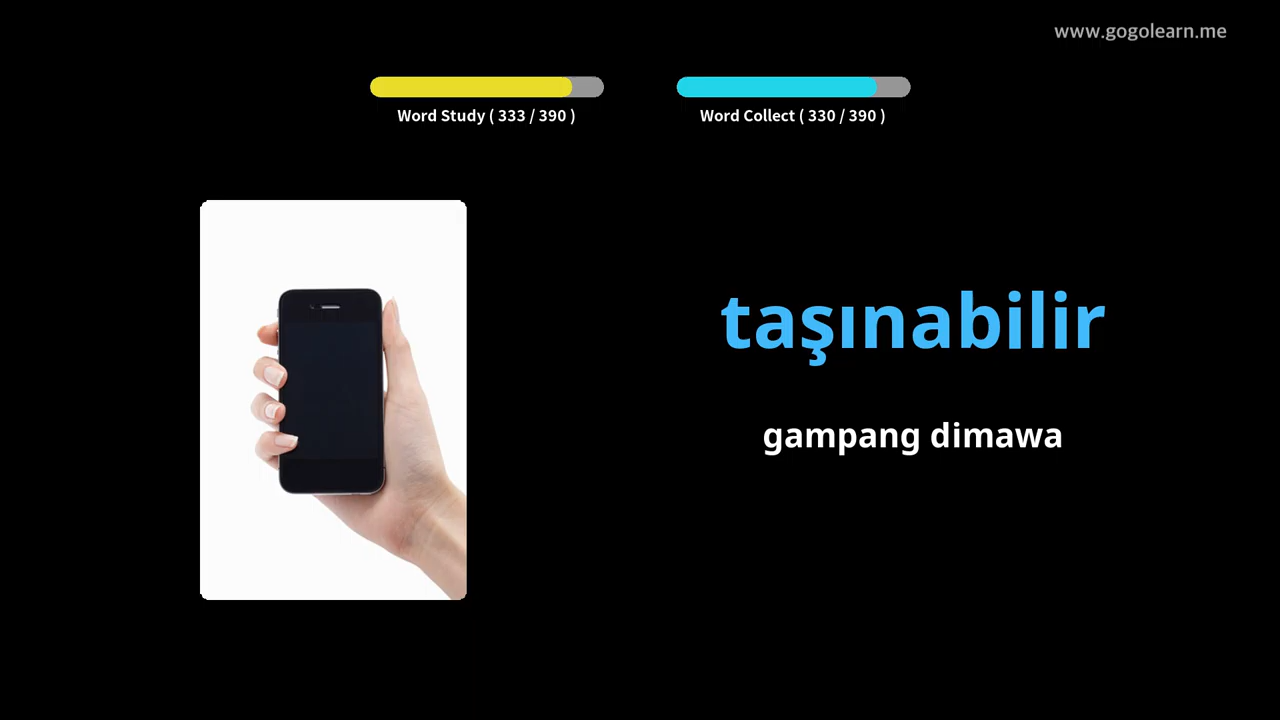 www.gogolearn.me
Word Study ( 333 / 390 )
Word Collect ( 330 / 390 )
taşınabilir
gampang dimawa